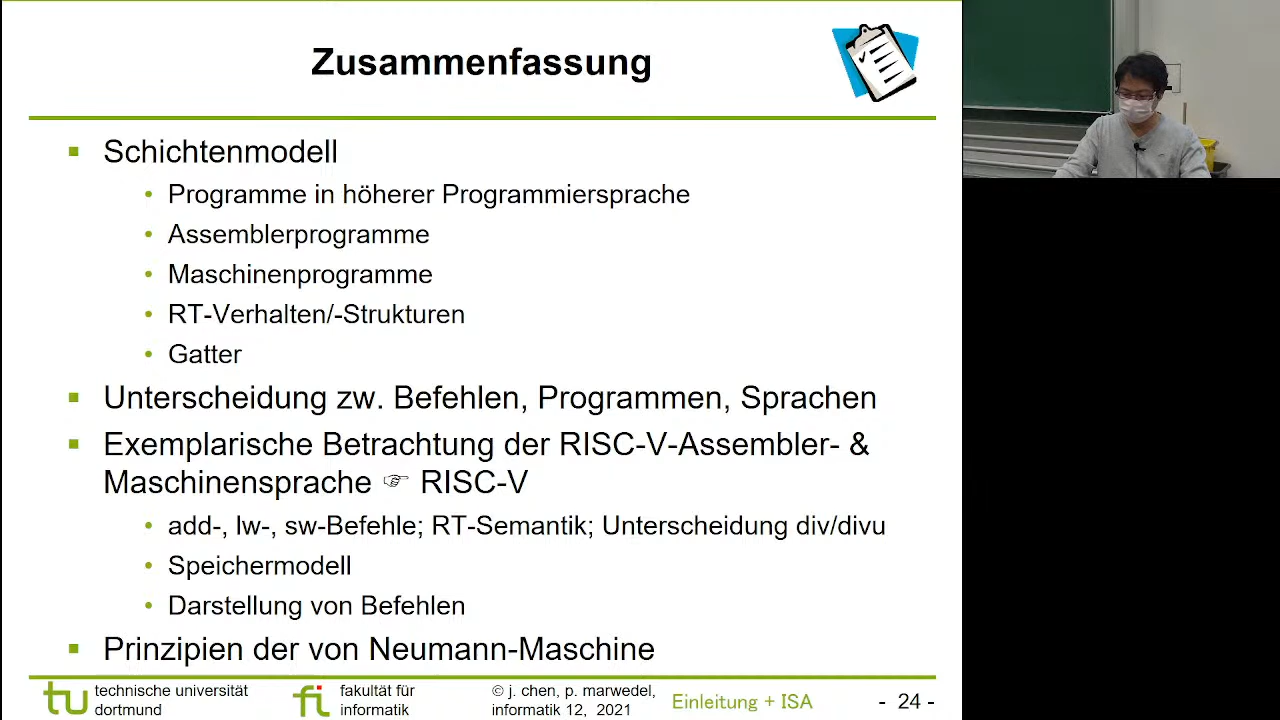 Zusammenfassung
▪ Schichtenmodell
• Programme in höherer Programmiersprache
• Assemblerprogramme
• Maschinenprogramme
• RT-Verhalten/-Strukturen
• Gatter
▪ Unterscheidung zw. Befehlen, Programmen, Sprachen
▪ Exemplarische Betrachtung der RISC-V-Assembler- &
Maschinensprache ☞ RISC-V
• add-, lw-, sw-Befehle; RT-Semantik; Unterscheidung div/divu
• Speichermodell
• Darstellung von Befehlen
▪ Prinzipien der von Neumann-Maschine
tu technische universität
dortmund
fi fakultät für
informatik
© j. chen, p. marwedel,
informatik 12, 2021
Einleitung + ISA
- 24 -